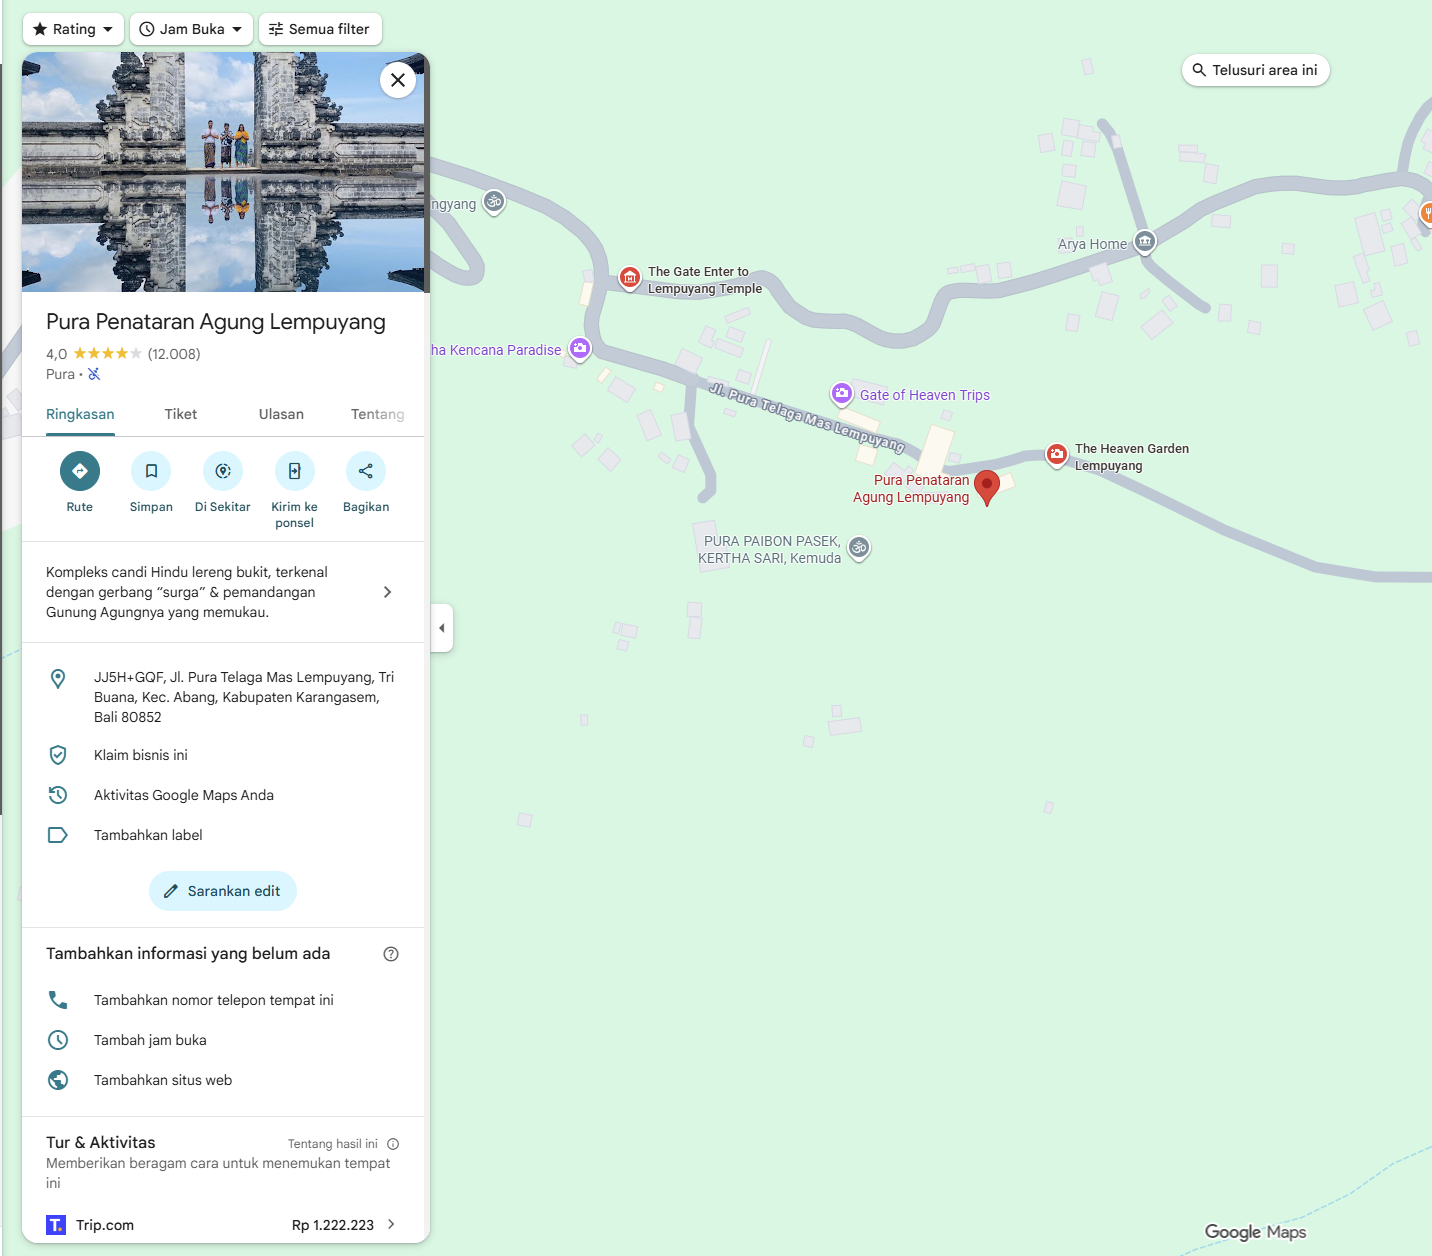 Rating
Jam Buka
Semua filter
Telusuri area ini
Pura Penataran Agung Lempuyang
4,0 (12.008)
Pura ·
Ringkasan
Tiket
Ulasan
Tentang
Rute
Simpan
Di Sekitar
Kirim ke
ponsel
Bagikan
Kompleks candi Hindu lereng bukit, terkenal
dengan gerbang “surga” & pemandangan
Gunung Agungnya yang memukau.
JJ5H+GQF, Jl. Pura Telaga Mas Lempuyang, Tri
Buana, Kec. Abang, Kabupaten Karangasem,
Bali 80852
Klaim bisnis ini
Aktivitas Google Maps Anda
Tambahkan label
Sarankan edit
Tambahkan informasi yang belum ada
Tambahkan nomor telepon tempat ini
Tambah jam buka
Tambahkan situs web
Tur & Aktivitas
Tentang hasil ini
Memberikan beragam cara untuk menemukan tempat
ini
T.
Trip.com
Rp 1.222.223
ngyang
The Gate Enter to
Lempuyang Temple
Arya Home
ha Kencana Paradise
Jl. Pura Telaga Mas Lempuyang
Gate of Heaven Trips
The Heaven Garden
Lempuyang
Pura Penataran
Agung Lempuyang
PURA PAIBON PASEK,
KERTHA SARI, Kemuda
Google Maps